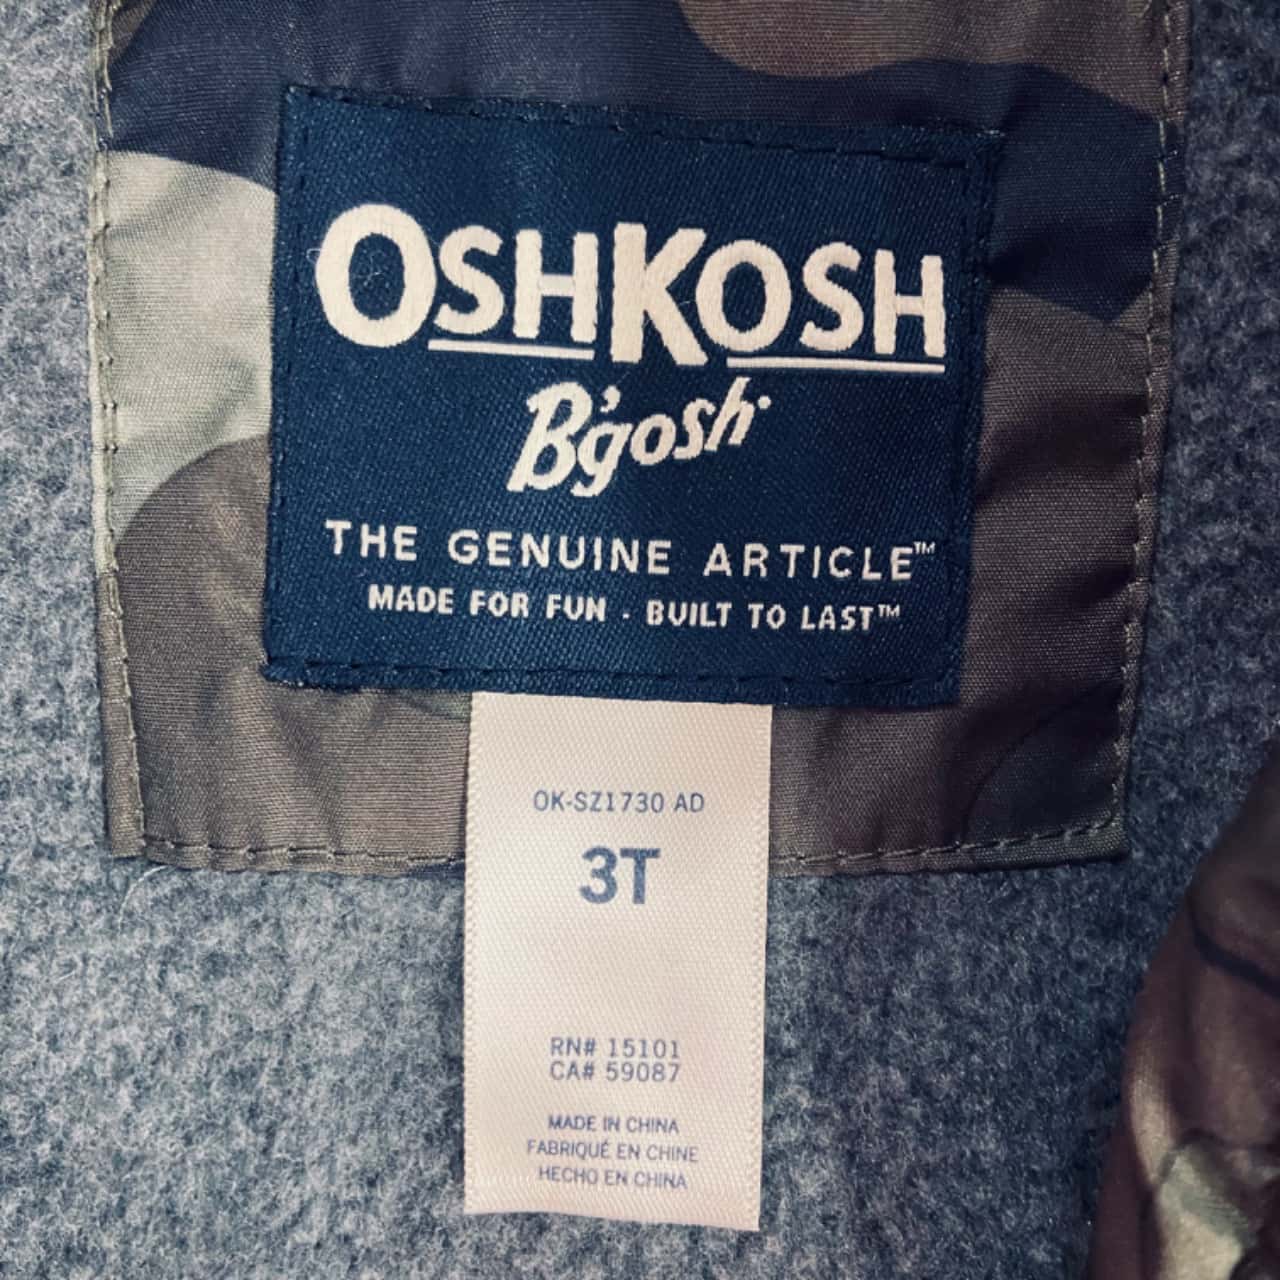 OSHKOSH
B'gosh
THE GENUINE ARTICLE™
MADE FOR FUN · BUILT TO LAST™
OK-SZ1730 AD
3T
RN# 15101
CA# 59087
MADE IN CHINA
FABRIQUÉ EN CHINE
HECHO EN CHINA